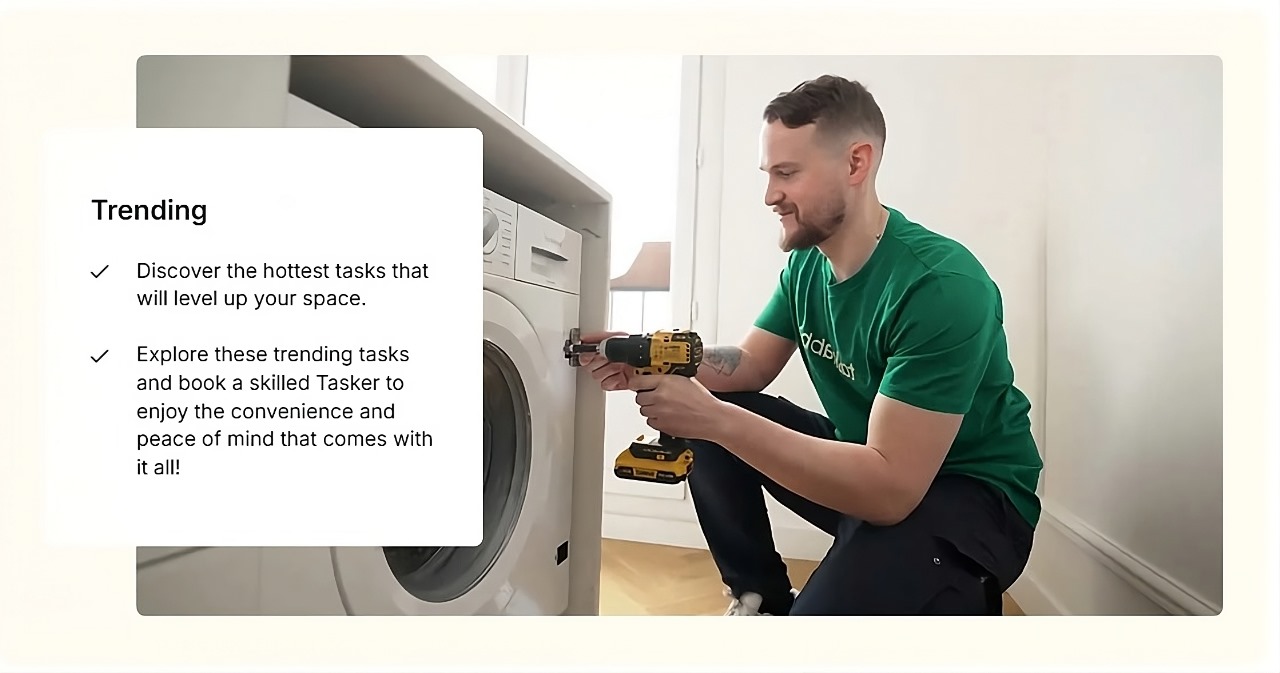 Trending
Discover the hottest tasks that
will level up your space.
Explore these trending tasks
and book a skilled Tasker to
enjoy the convenience and
peace of mind that comes with
it all!